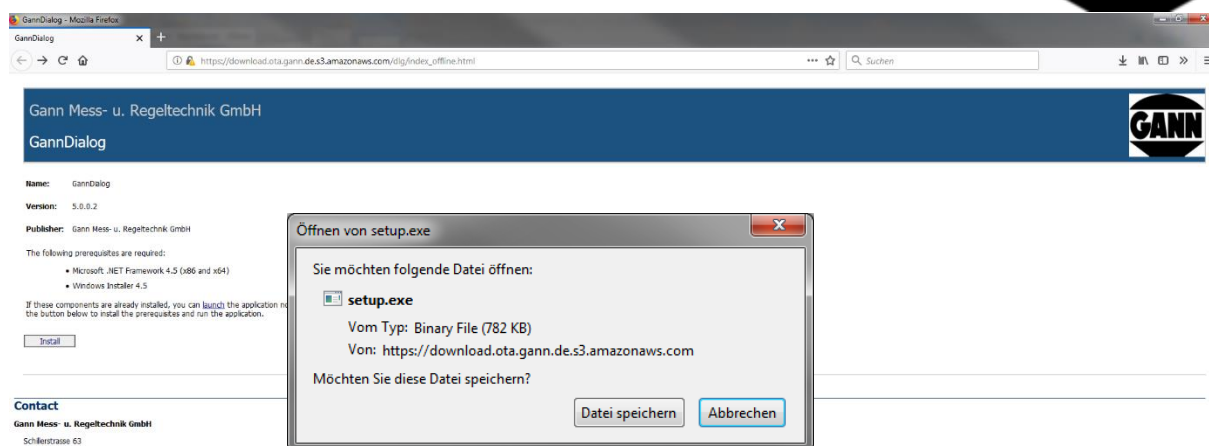 GannDialog - Mozilla Firefox
GannDialog
https://download.ota.gann.de.s3.amazonaws.com/dlg/index_offline.html
Suchen
Gann Mess- u. Regeltechnik GmbH
GannDialog
GANN
Name: GannDialog
Version: 5.0.0.2
Publisher: Gann Mess- u. Regeltechnik GmbH
The following prerequisites are required:
• Microsoft .NET Framework 4.5 (x86 and x64)
• Windows Installer 4.5
If these components are already installed, you can launch the application
the button below to install the prerequisites and run the application.
Install
Öffnen von setup.exe
Sie möchten folgende Datei öffnen:
setup.exe
Vom Typ: Binary File (782 KB)
Von: https://download.ota.gann.de.s3.amazonaws.com
Möchten Sie diese Datei speichern?
Datei speichern
Abbrechen
Contact
Gann Mess- u. Regeltechnik GmbH
Schillerstrasse 63